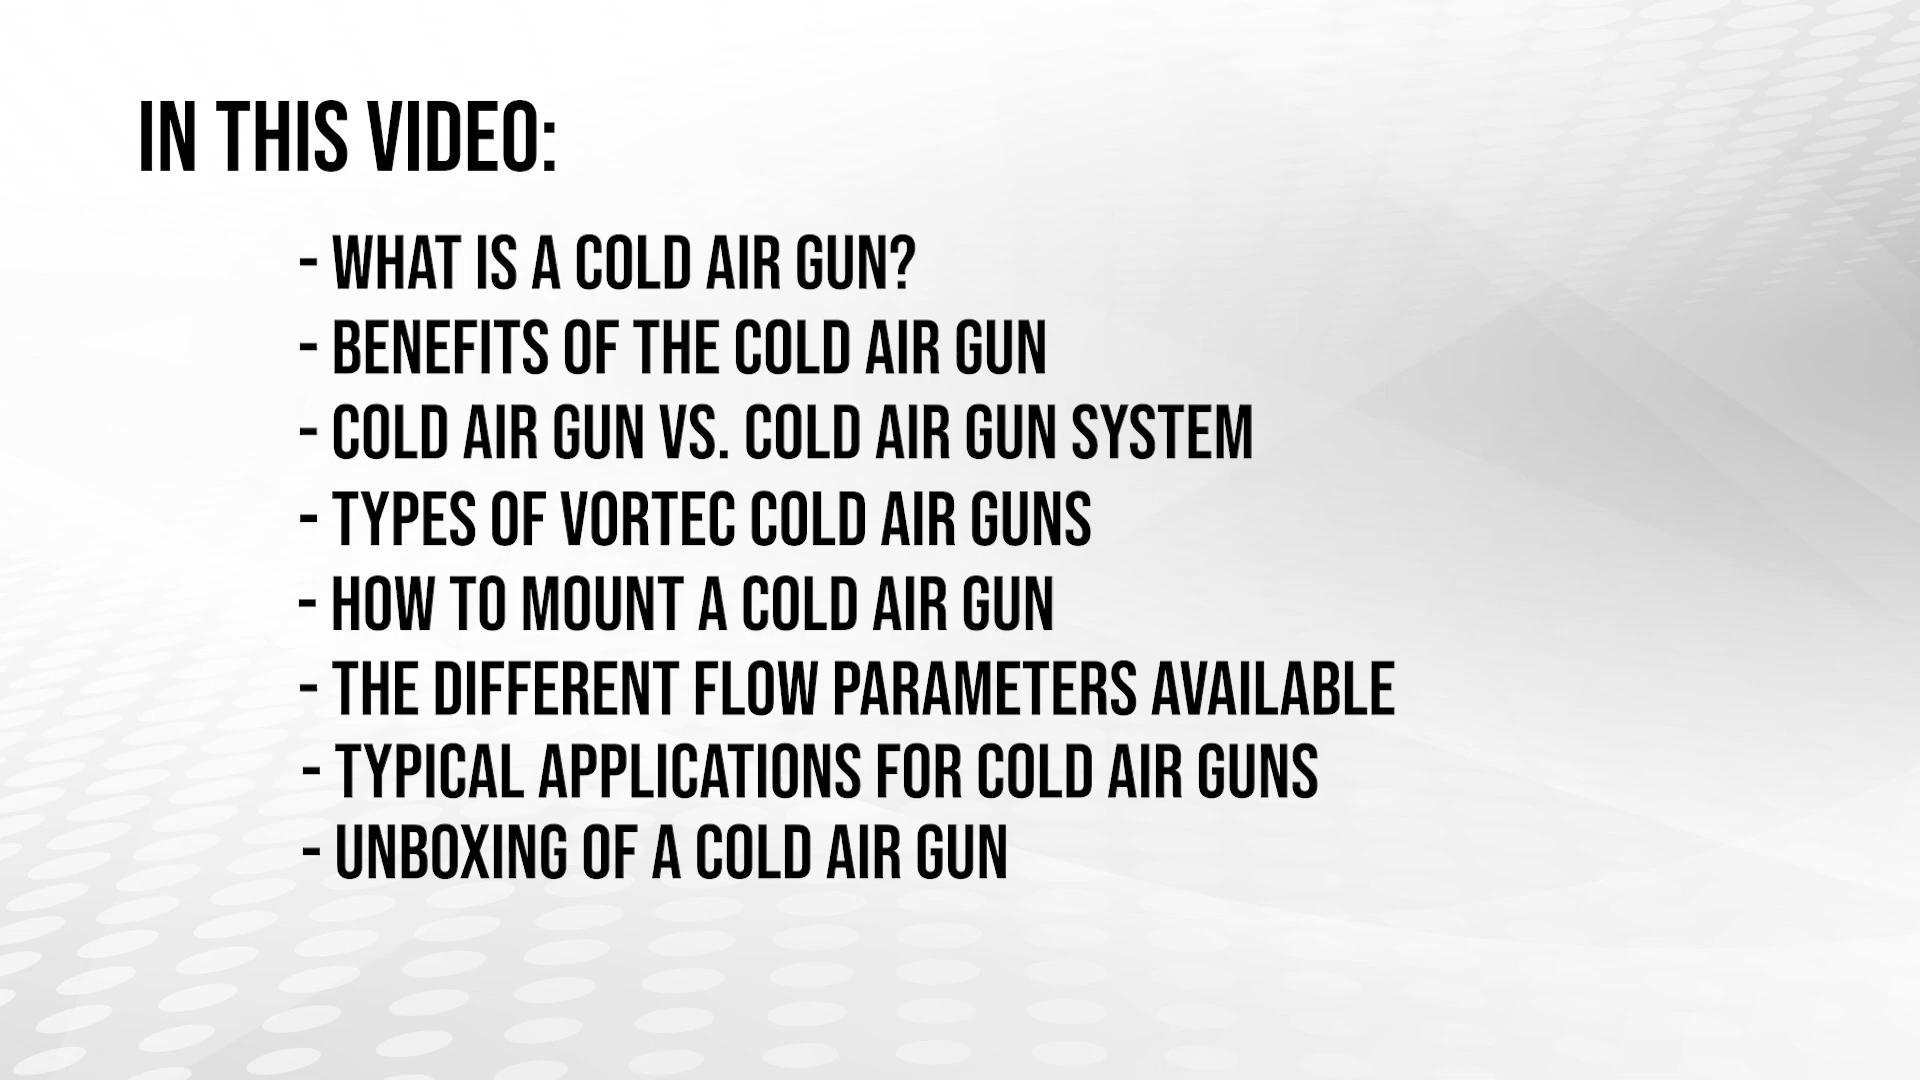 IN THIS VIDEO:
- WHAT IS A COLD AIR GUN?
- BENEFITS OF THE COLD AIR GUN
- COLD AIR GUN VS. COLD AIR GUN SYSTEM
- TYPES OF VORTEC COLD AIR GUNS
- HOW TO MOUNT A COLD AIR GUN
- THE DIFFERENT FLOW PARAMETERS AVAILABLE
- TYPICAL APPLICATIONS FOR COLD AIR GUNS
- UNBOXING OF A COLD AIR GUN